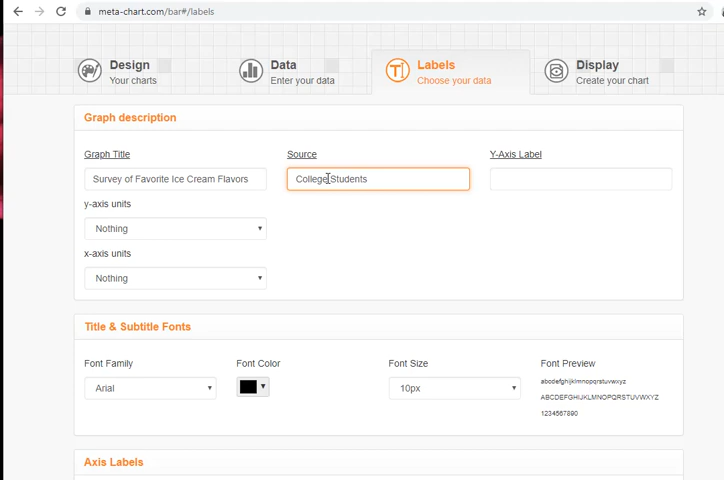 meta-chart.com/bar#/labels
Design Data Labels Display
Your charts Enter your data Choose your data Create your chart
Graph description
Graph Title Source Y-Axis Label
Survey of Favorite Ice Cream Flavors College Students
y-axis units
Nothing
x-axis units
Nothing
Title & Subtitle Fonts
Font Family Font Color Font Size Font Preview
Arial 10px
abcdefghijklmnopqrstuvwxyz
ABCDEFGHIJKLMNOPQRSTUVWXYZ
1234567890
Axis Labels